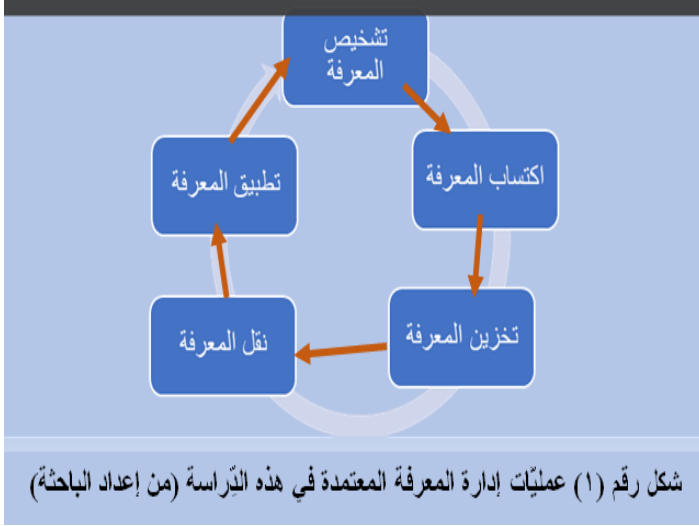 تشخيص
المعرفة
اكتساب المعرفة
تخزين المعرفة
نقل المعرفة
تطبيق المعرفة
شكل رقم (١) عمليّات إدارة المعرفة المعتمدة في هذه الدِّراسة (من إعداد الباحثة)